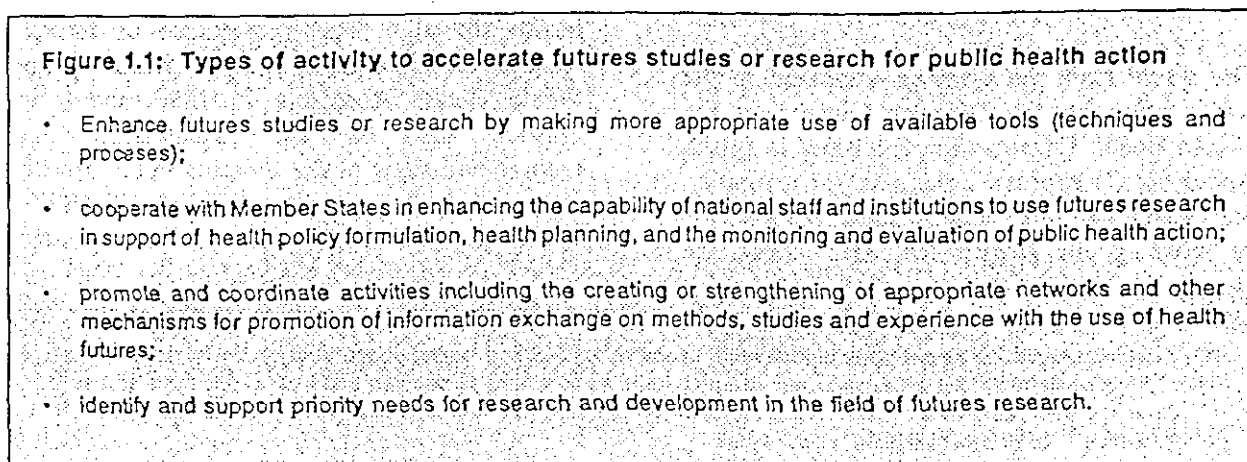 Figure 1.1: Types of activity to accelerate futures studies or research for public health action
• Enhance futures studies or research by making more appropriate use of available tools (techniques and
proceses);
• cooperate with Member States in enhancing the capability of national staff and institutions to use futures research
in support of health policy formulation, health planning, and the monitoring and evaluation of public health action;
• promote and coordinate activities including the creating or strengthening of appropriate networks and other
mechanisms for promotion of information exchange on methods, studies and experience with the use of health
futures;
• identify and support priority needs for research and development in the field of futures research.